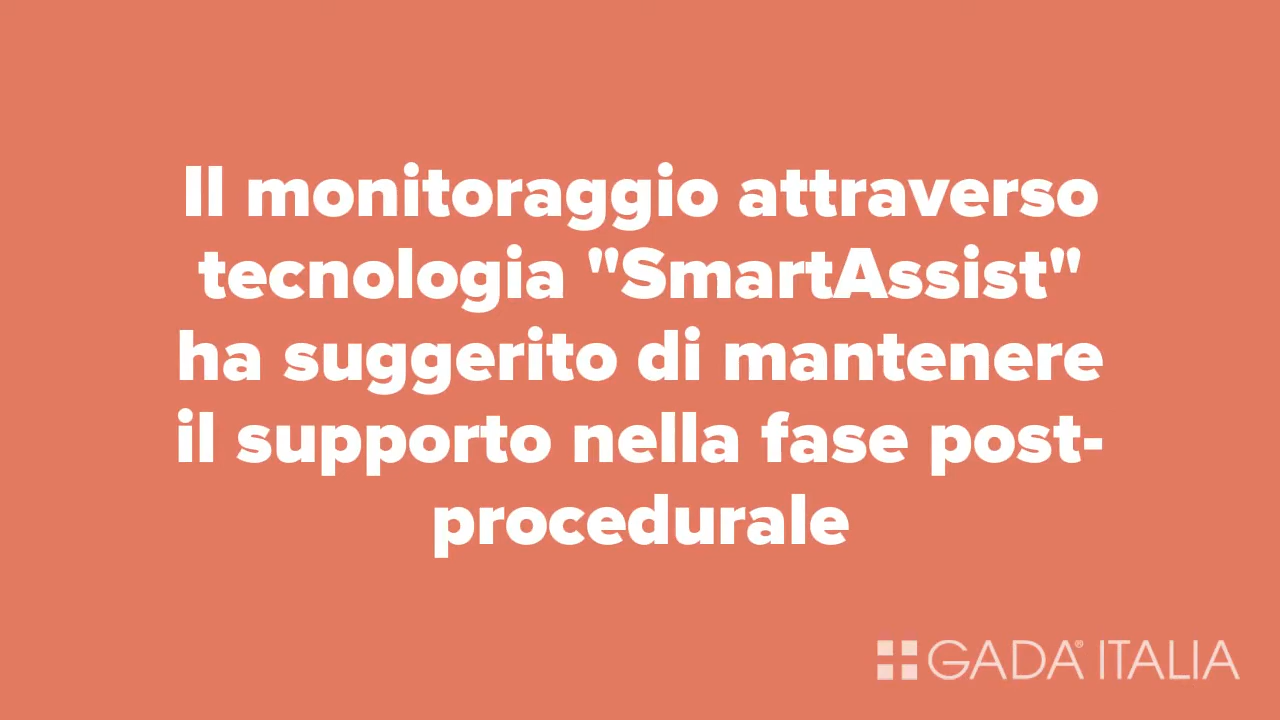 Il monitoraggio attraverso
tecnologia "SmartAssist"
ha suggerito di mantenere
il supporto nella fase post-
procedurale
GADA® ITALIA